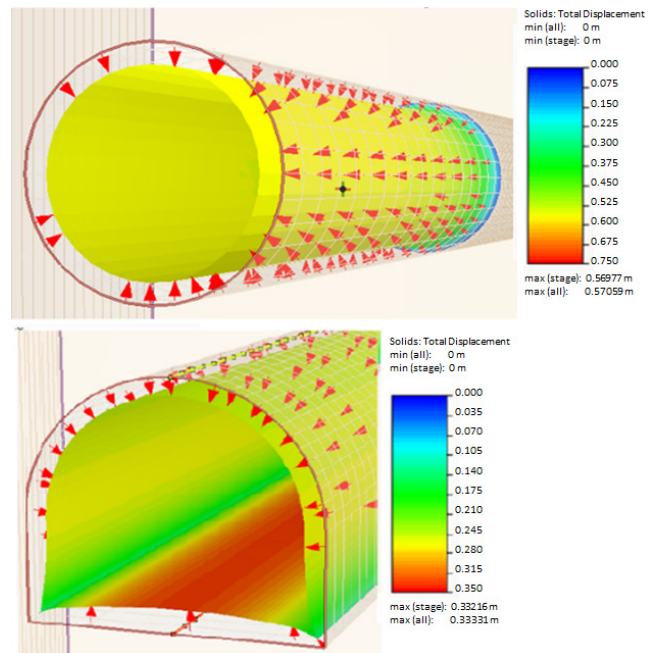 Solids: Total Displacement
min (all): 0 m
min (stage): 0 m
0.000
0.075
0.150
0.225
0.300
0.375
0.450
0.525
0.600
0.675
0.750
max (stage): 0.56977 m
max (all): 0.57059 m
Solids: Total Displacement
min (all): 0 m
min (stage): 0 m
0.000
0.035
0.070
0.105
0.140
0.175
0.210
0.245
0.280
0.315
0.350
max (stage): 0.33216 m
max (all): 0.33331 m